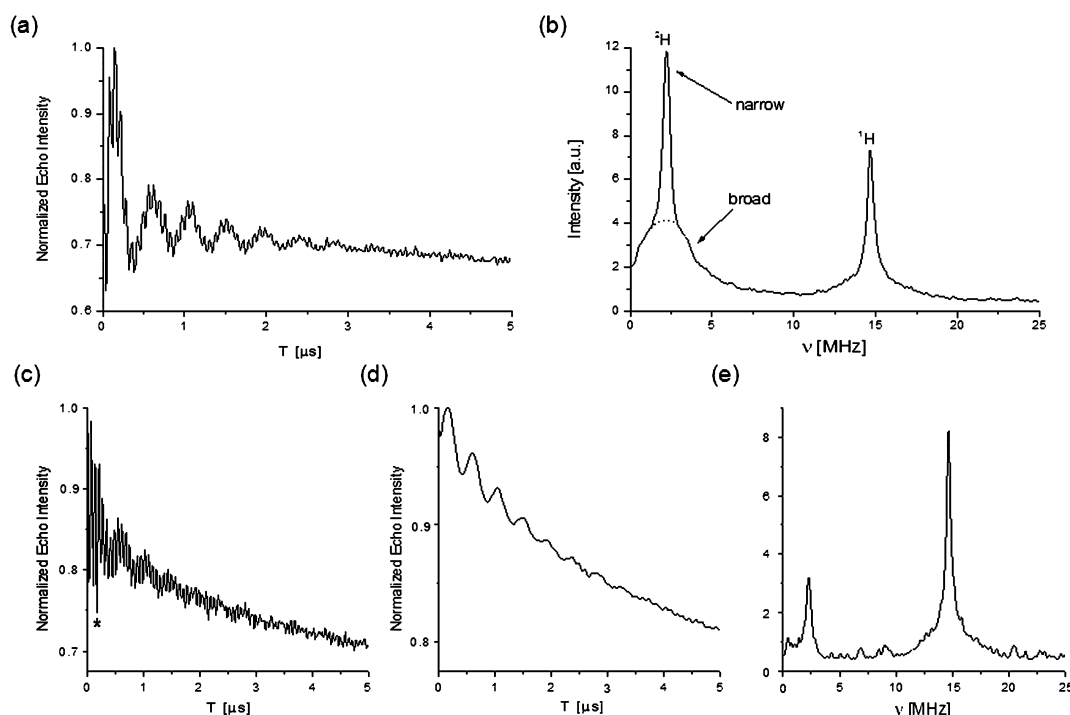 (a)
1.0
0.9
0.8
0.7
0.6
Normalized Echo Intensity
0 1 2 3 4 5
T [µs]
(b)
12
10
8
6
4
2
0
Intensity [a.u.]
²H
narrow
broad
¹H
0 5 10 15 20 25
ν [MHz]
(c)
1.0
0.9
0.8
0.7
Normalized Echo Intensity
*
0 1 2 3 4 5
T [µs]
(d)
1.0
0.9
0.8
Normalized Echo Intensity
0 1 2 3 4 5
T [µs]
(e)
8
6
4
2
0
0 5 10 15 20 25
ν [MHz]